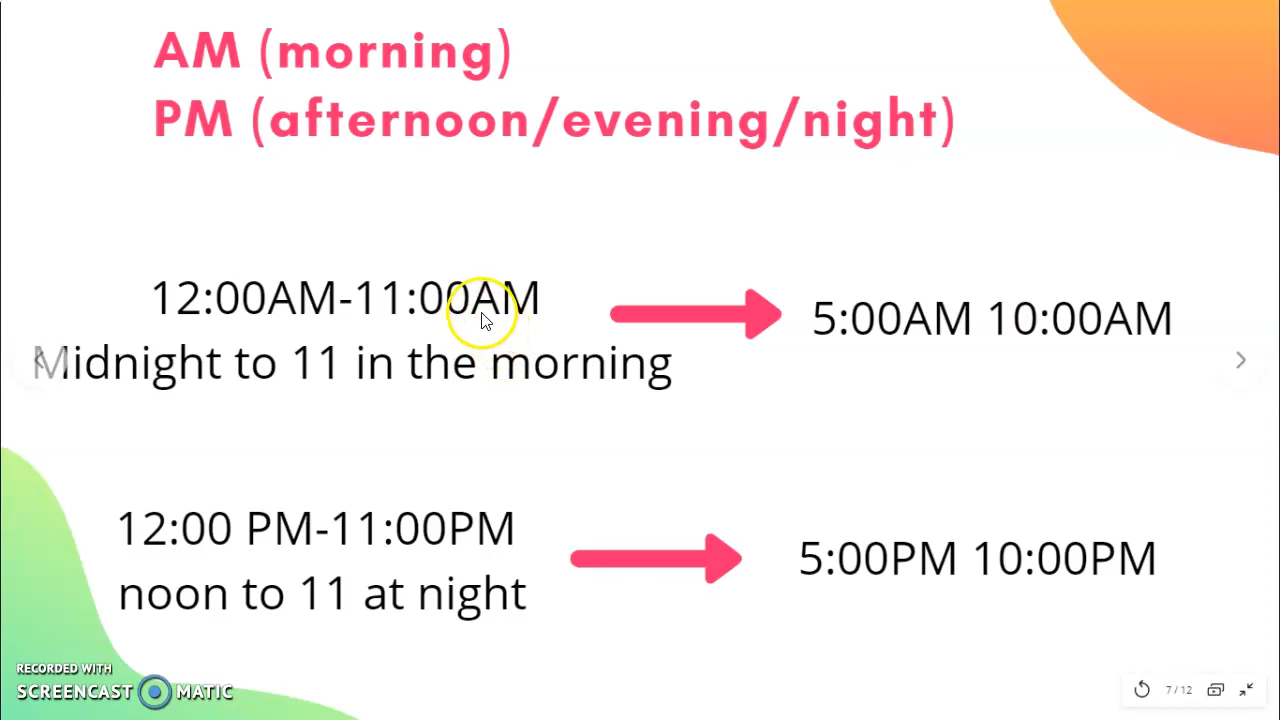 AM (morning)
PM (afternoon/evening/night)
12:00AM-11:00AM
5:00AM 10:00AM
Midnight to 11 in the morning
12:00 PM-11:00PM
5:00PM 10:00PM
noon to 11 at night
RECORDED WITH
SCREENCAST MATIC
7 / 12